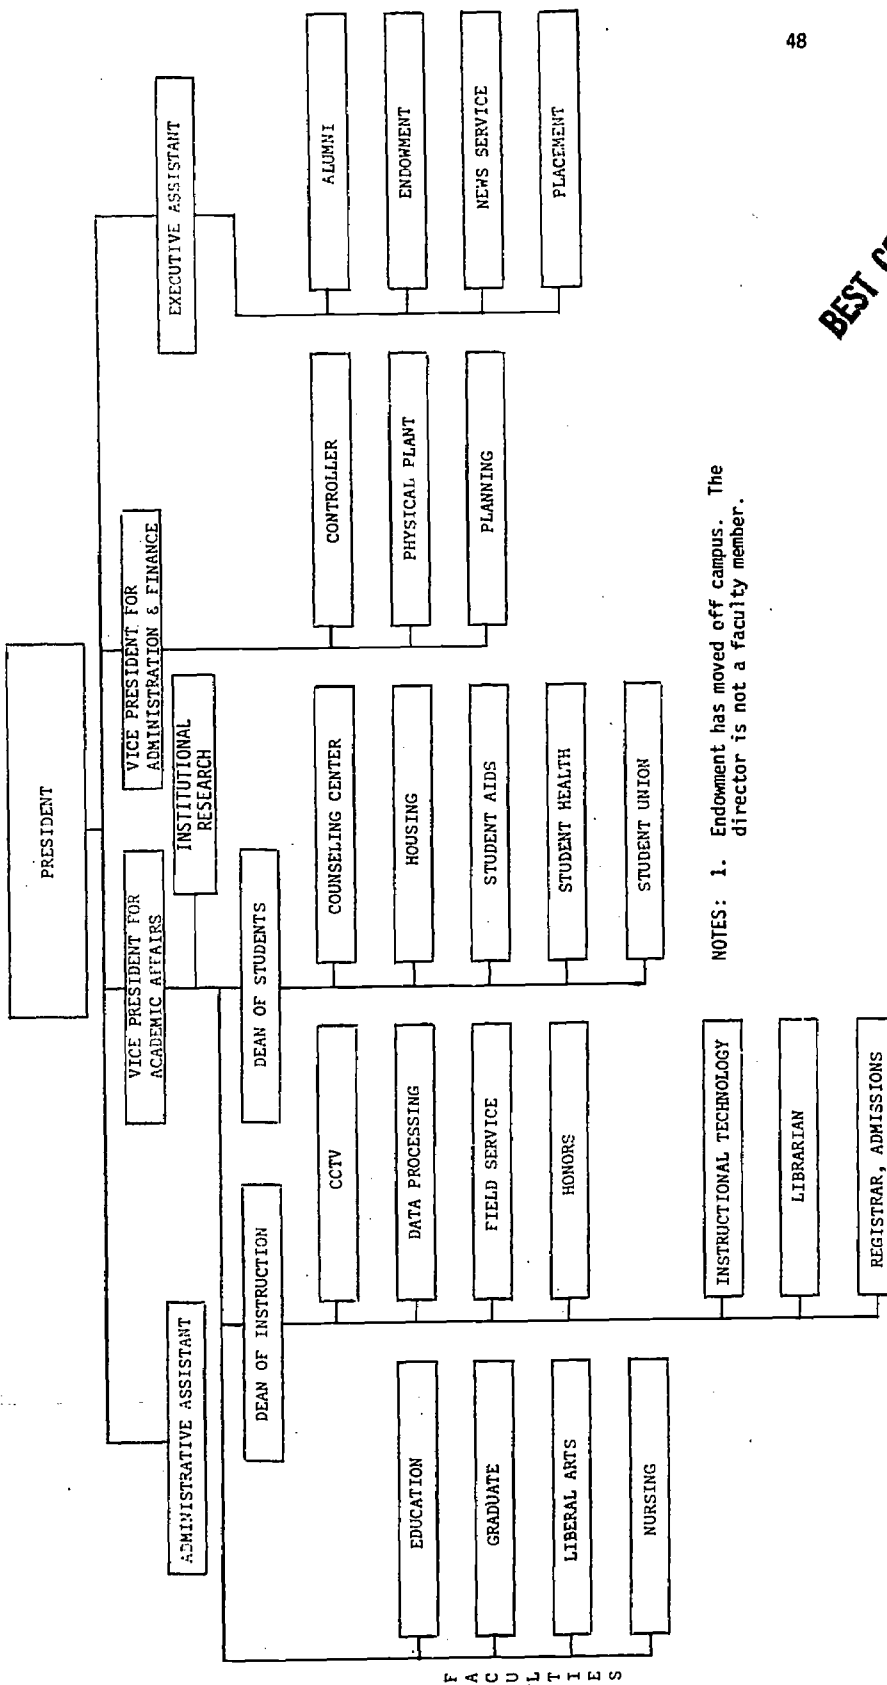 48
PRESIDENT
ADMINISTRATIVE ASSISTANT
VICE PRESIDENT FOR
ACADEMIC AFFAIRS
VICE PRESIDENT FOR
ADMINISTRATION & FINANCE
EXECUTIVE ASSISTANT
INSTITUTIONAL
RESEARCH
DEAN OF INSTRUCTION
DEAN OF STUDENTS
FACULTIES
EDUCATION
GRADUATE
LIBERAL ARTS
NURSING
CCTV
DATA PROCESSING
FIELD SERVICE
HONORS
INSTRUCTIONAL TECHNOLOGY
LIBRARIAN
REGISTRAR, ADMISSIONS
COUNSELING CENTER
HOUSING
STUDENT AIDS
STUDENT HEALTH
STUDENT UNION
CONTROLLER
PHYSICAL PLANT
PLANNING
ALUMNI
ENDOWMENT
NEWS SERVICE
PLACEMENT
NOTES: 1. Endowment has moved off campus. The
director is not a faculty member.
BEST